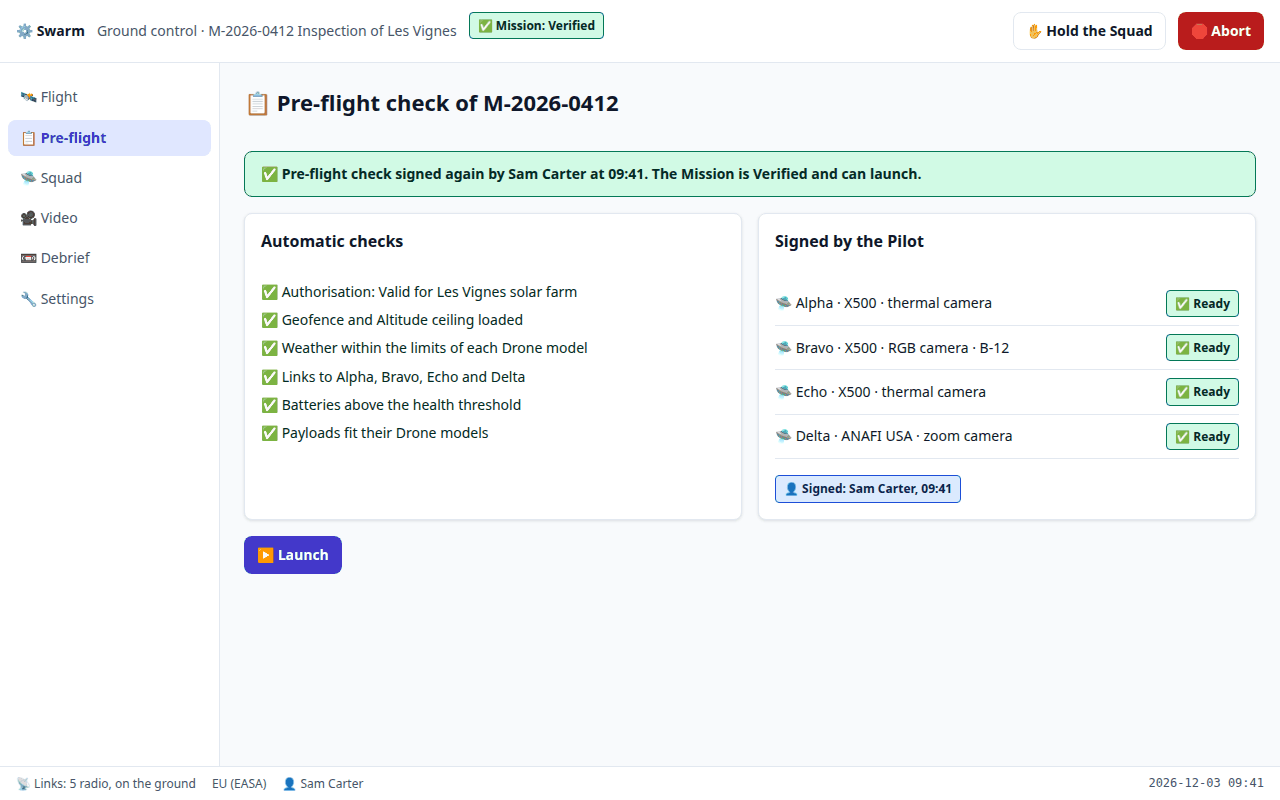 ⚙️ Swarm Ground control · M-2026-0412 Inspection of Les Vignes ✅ Mission: Verified ✋ Hold the Squad 🛑 Abort
🛰️ Flight
📋 Pre-flight
🛸 Squad
🎥 Video
📼 Debrief
🔧 Settings
📋 Pre-flight check of M-2026-0412
✅ Pre-flight check signed again by Sam Carter at 09:41. The Mission is Verified and can launch.
Automatic checks
✅ Authorisation: Valid for Les Vignes solar farm
✅ Geofence and Altitude ceiling loaded
✅ Weather within the limits of each Drone model
✅ Links to Alpha, Bravo, Echo and Delta
✅ Batteries above the health threshold
✅ Payloads fit their Drone models
Signed by the Pilot
🛸 Alpha · X500 · thermal camera ✅ Ready
🛸 Bravo · X500 · RGB camera · B-12 ✅ Ready
🛸 Echo · X500 · thermal camera ✅ Ready
🛸 Delta · ANAFI USA · zoom camera ✅ Ready
👤 Signed: Sam Carter, 09:41
▶️ Launch
📡 Links: 5 radio, on the ground EU (EASA) 👤 Sam Carter 2026-12-03 09:41